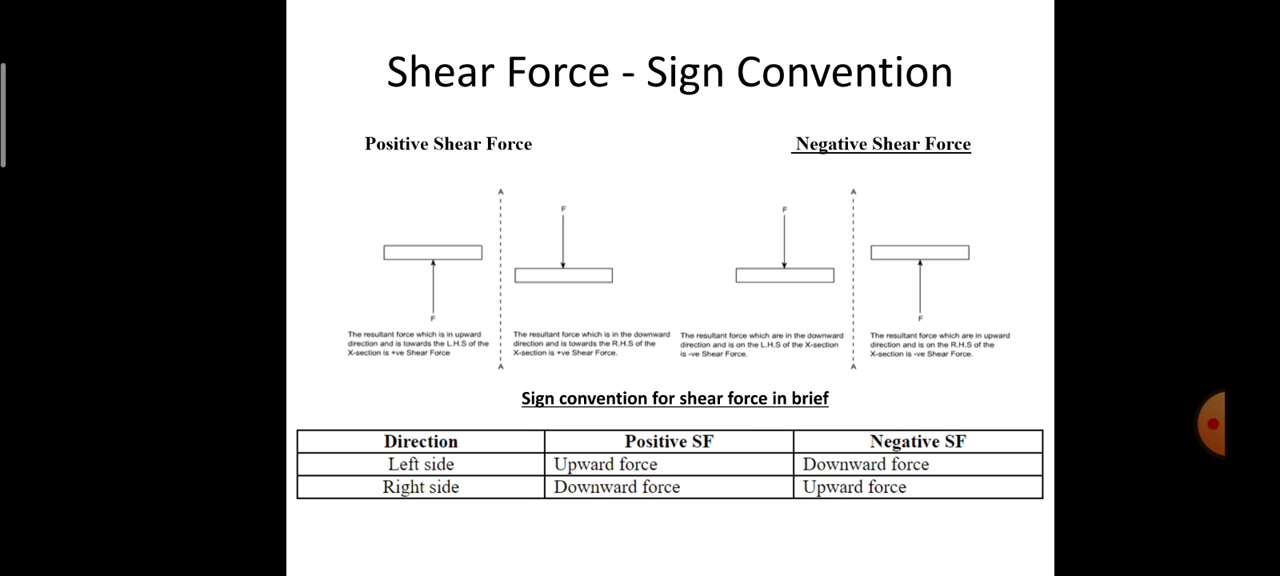 Shear Force - Sign Convention
Positive Shear Force
Negative Shear Force
A
F
F
A
F
F
The resultant force which is in upward
direction and is towards the L.H.S of the
X-section is +ve Shear Force
The resultant force which is in the downward
direction and is towards the R.H.S of the
X-section is +ve Shear Force.
The resultant force which are in the downward
direction and is on the L.H.S of the X-section
is -ve Shear Force.
The resultant force which are in upward
direction and is on the R.H.S of the
X-section is -ve Shear Force.
A
A
Sign convention for shear force in brief
Direction Positive SF Negative SF
Left side Upward force Downward force
Right side Downward force Upward force